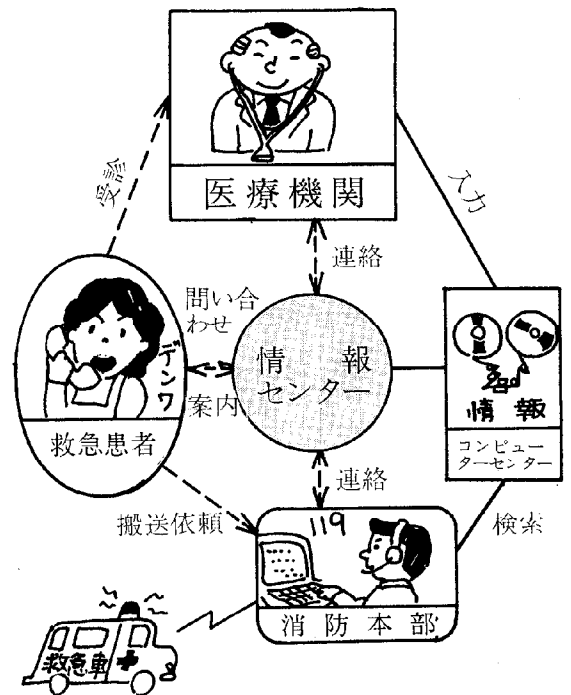 医療機関
受診
入力
連絡
問い合
わせ
情報
センター
案内
デンワ
救急患者
情報
コンピュー
ターセンター
連絡
搬送依頼
119
検索
消防本部
救急車